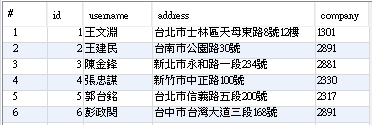 # id username address company
1 1 王文淵 台北市士林區天母東路8號12樓 1301
2 2 王建民 台南市公園路30號 2891
3 3 陳金鋒 新北市永和路一段234號 2881
4 4 張忠謀 新竹市中正路100號 2330
5 5 郭台銘 台北市信義路五段200號 2317
6 6 彭政閔 台中市台灣大道三段168號 2891